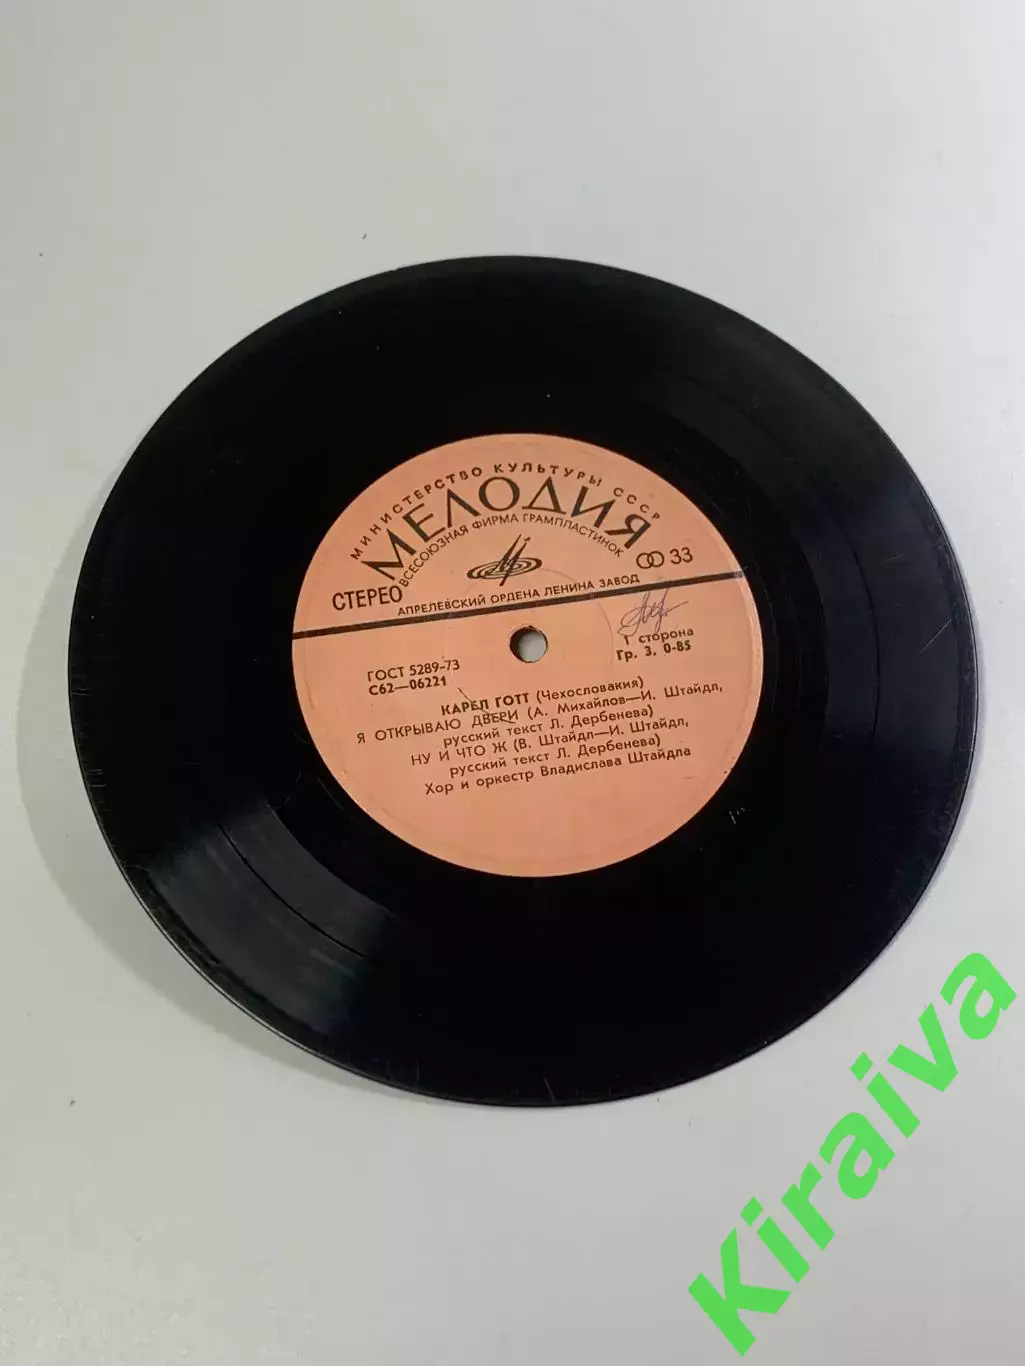 МИНИСТЕРСТВО КУЛЬТУРЫ СССР
МЕЛОДИЯ
ВСЕСОЮЗНАЯ ФИРМА ГРАМПЛАСТИНОК
СТЕРЕО
33
АПРЕЛЕВСКИЙ ОРДЕНА ЛЕНИНА ЗАВОД
ГОСТ 5289-73
С62—06221
1 сторона
Гр. 3. 0-85
КАРЕЛ ГОТТ (Чехословакия)
Я ОТКРЫВАЮ ДВЕРИ (А. Михайлов—И. Штайдл,
русский текст Л. Дербенева)
НУ И ЧТО Ж (В. Штайдл—И. Штайдл,
русский текст Л. Дербенева)
Хор и оркестр Владислава Штайдла
Kiraiva